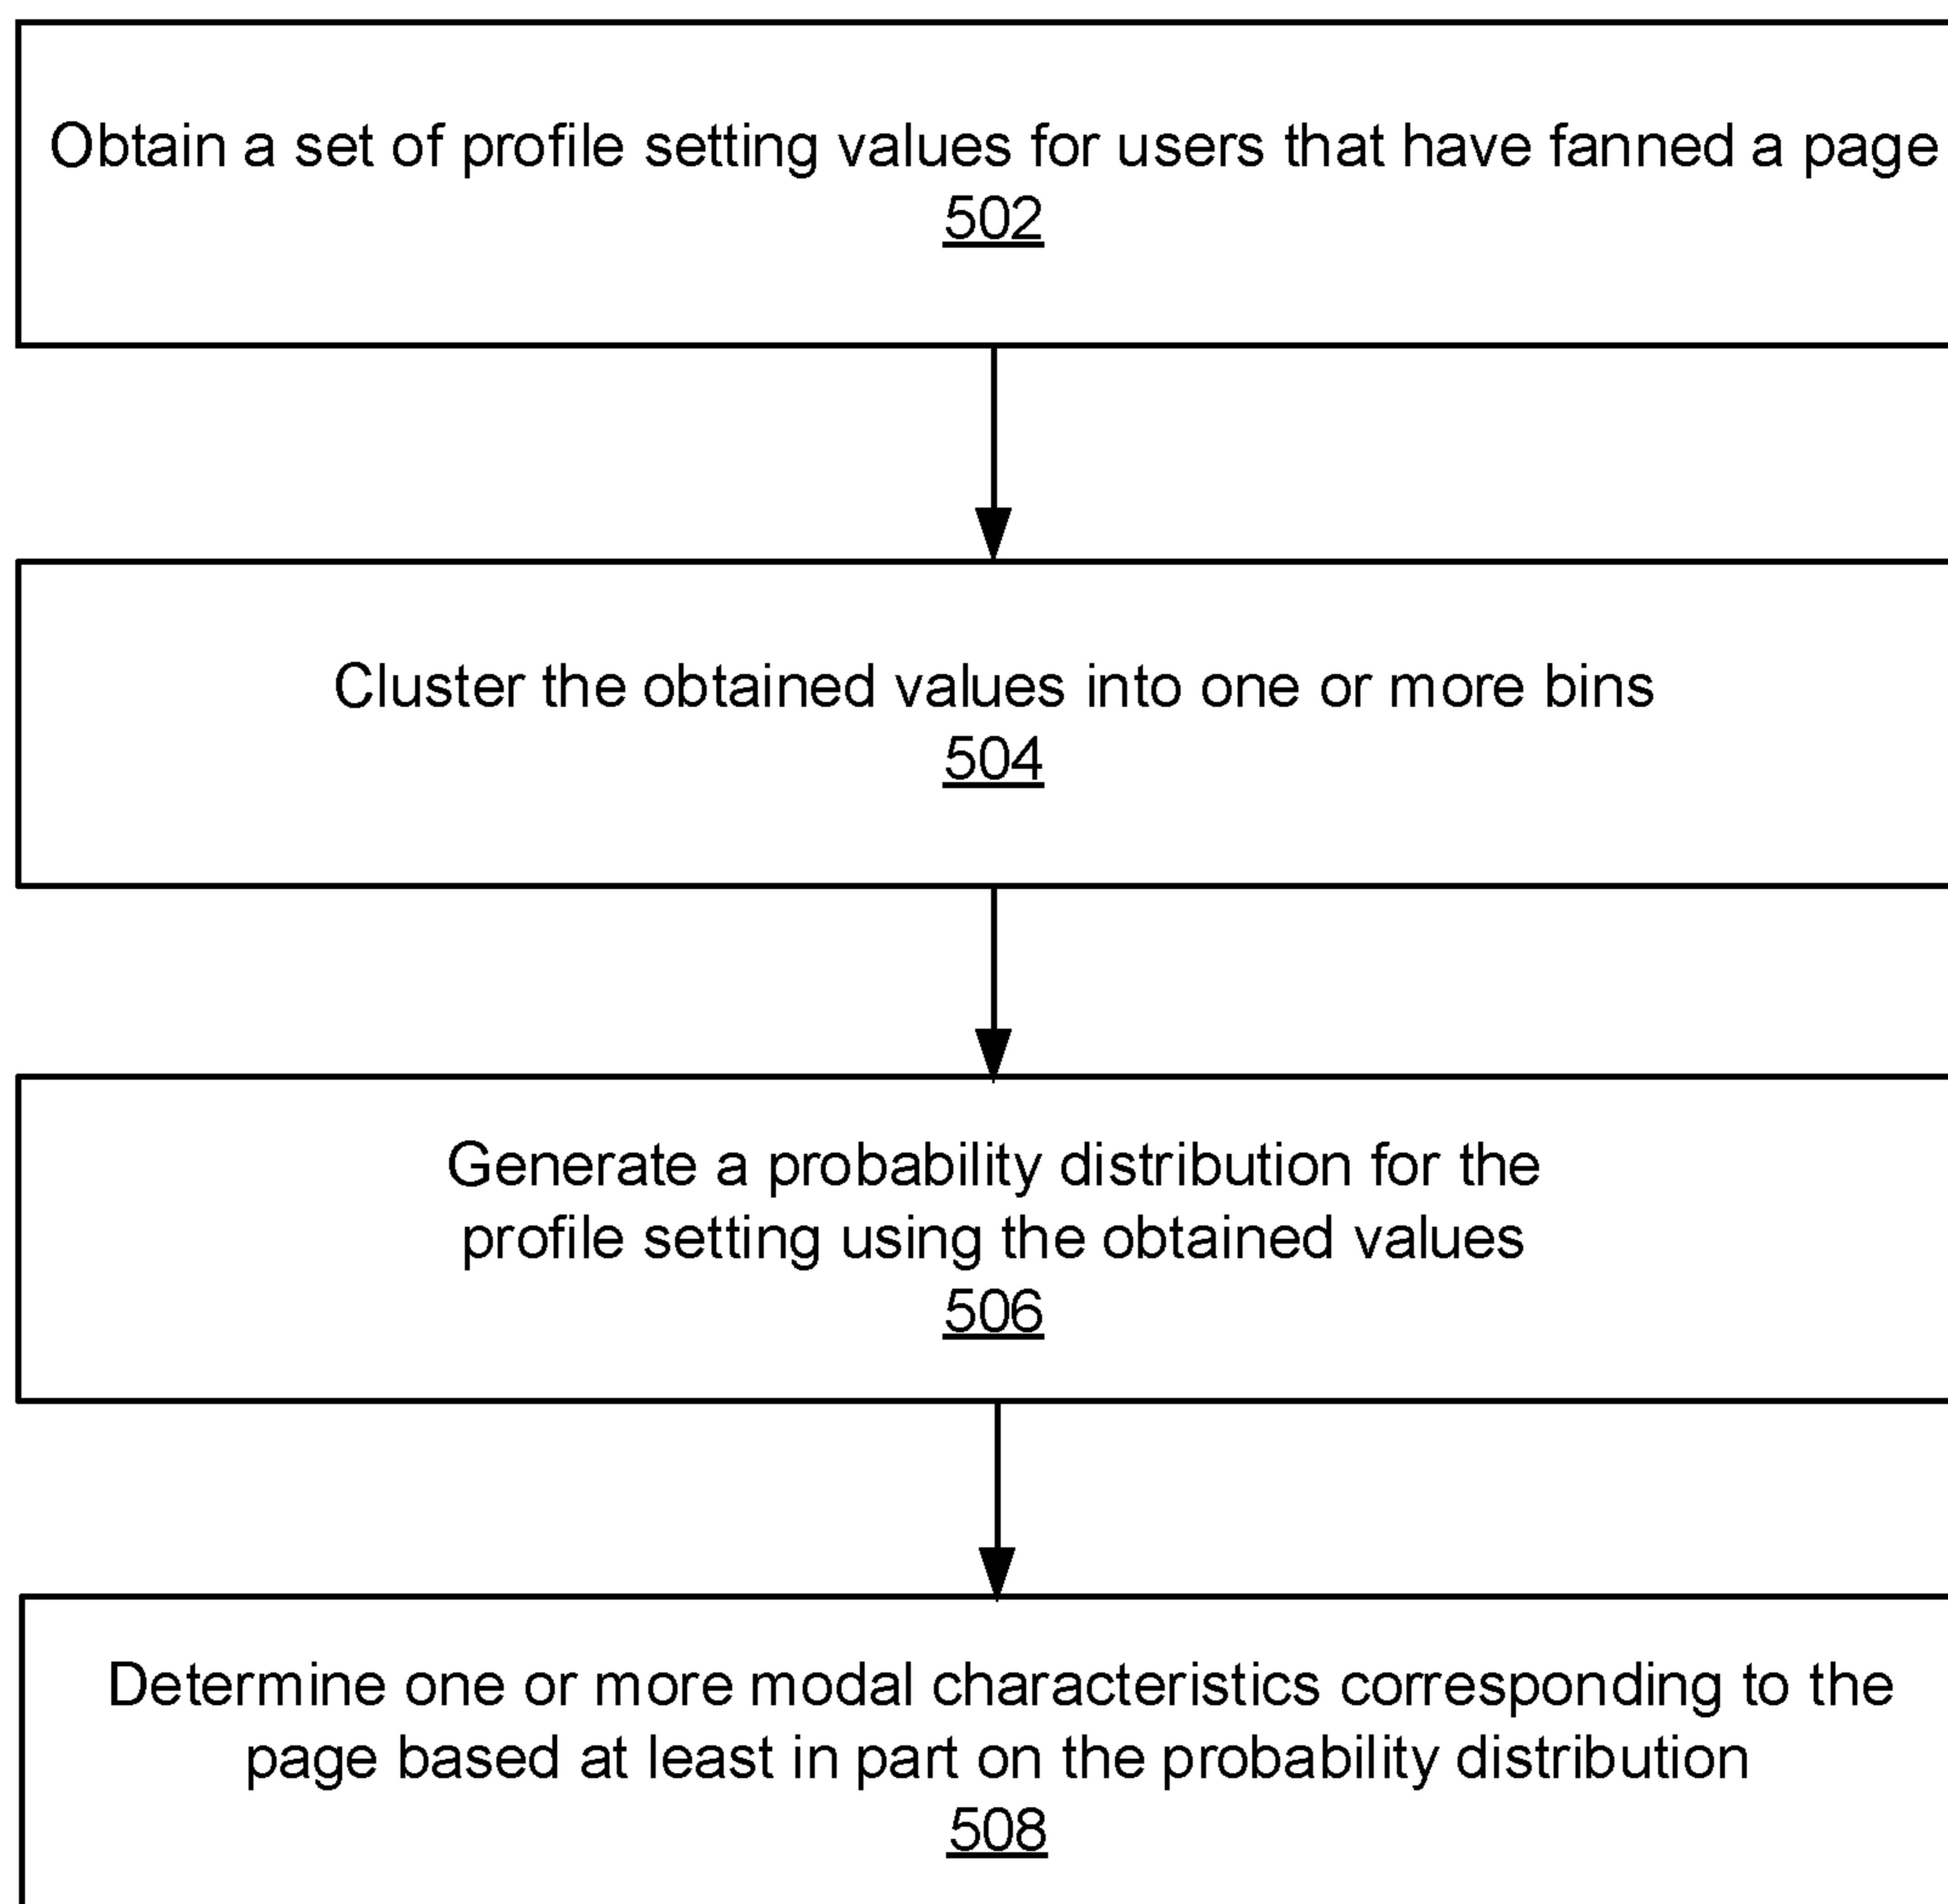 Obtain a set of profile setting values for users that have fanned a page
502
Cluster the obtained values into one or more bins
504
Generate a probability distribution for the
profile setting using the obtained values
506
Determine one or more modal characteristics corresponding to the
page based at least in part on the probability distribution
508